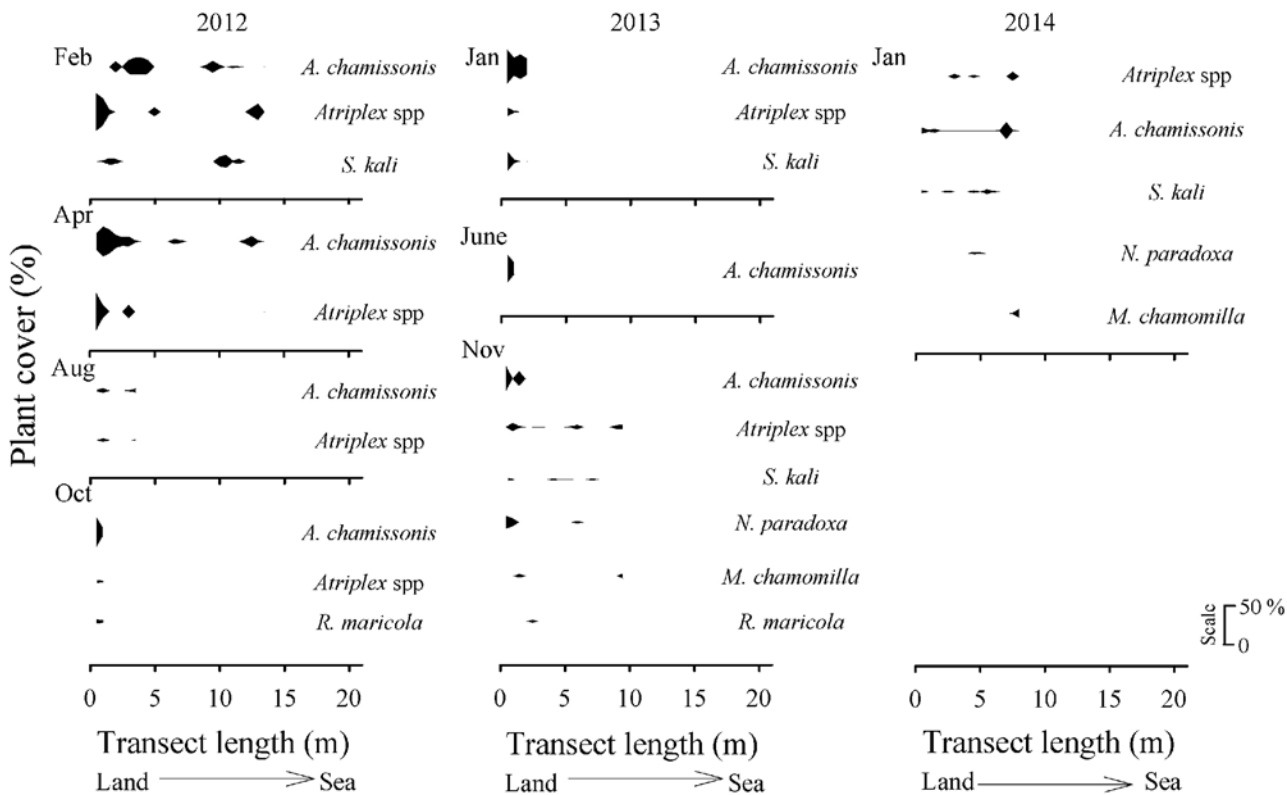 2012
2013
2014
Plant cover (%)
Feb
A. chamissonis
Atriplex spp
S. kali
Apr
A. chamissonis
Atriplex spp
Aug
A. chamissonis
Atriplex spp
Oct
A. chamissonis
Atriplex spp
R. maricola
0 5 10 15 20
Transect length (m)
Land Sea
Jan
A. chamissonis
Atriplex spp
S. kali
June
A. chamissonis
Nov
A. chamissonis
Atriplex spp
S. kali
N. paradoxa
M. chamomilla
R. maricola
0 5 10 15 20
Transect length (m)
Land Sea
Jan
Atriplex spp
A. chamissonis
S. kali
N. paradoxa
M. chamomilla
Scale
50 %
0
0 5 10 15 20
Transect length (m)
Land Sea